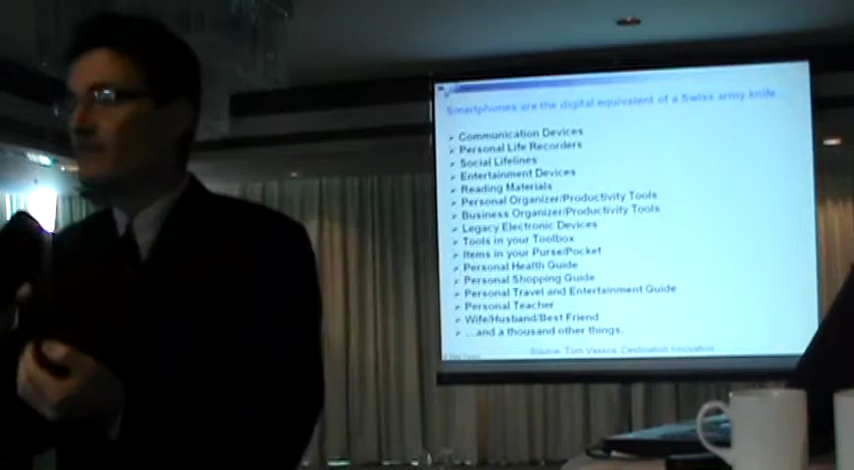 Smartphones are the digital equivalent of a Swiss army knife...
➢ Communication Devices
➢ Personal Life Recorders
➢ Social Lifelines
➢ Entertainment Devices
➢ Reading Materials
➢ Personal Organizer/Productivity Tools
➢ Business Organizer/Productivity Tools
➢ Legacy Electronic Devices
➢ Tools in your Toolbox
➢ Items in your Purse/Pocket
➢ Personal Health Guide
➢ Personal Shopping Guide
➢ Personal Travel and Entertainment Guide
➢ Personal Teacher
➢ Wife/Husband/Best Friend
➢ ...and a thousand other things.
Source: Tom Vassos, Destination Innovation